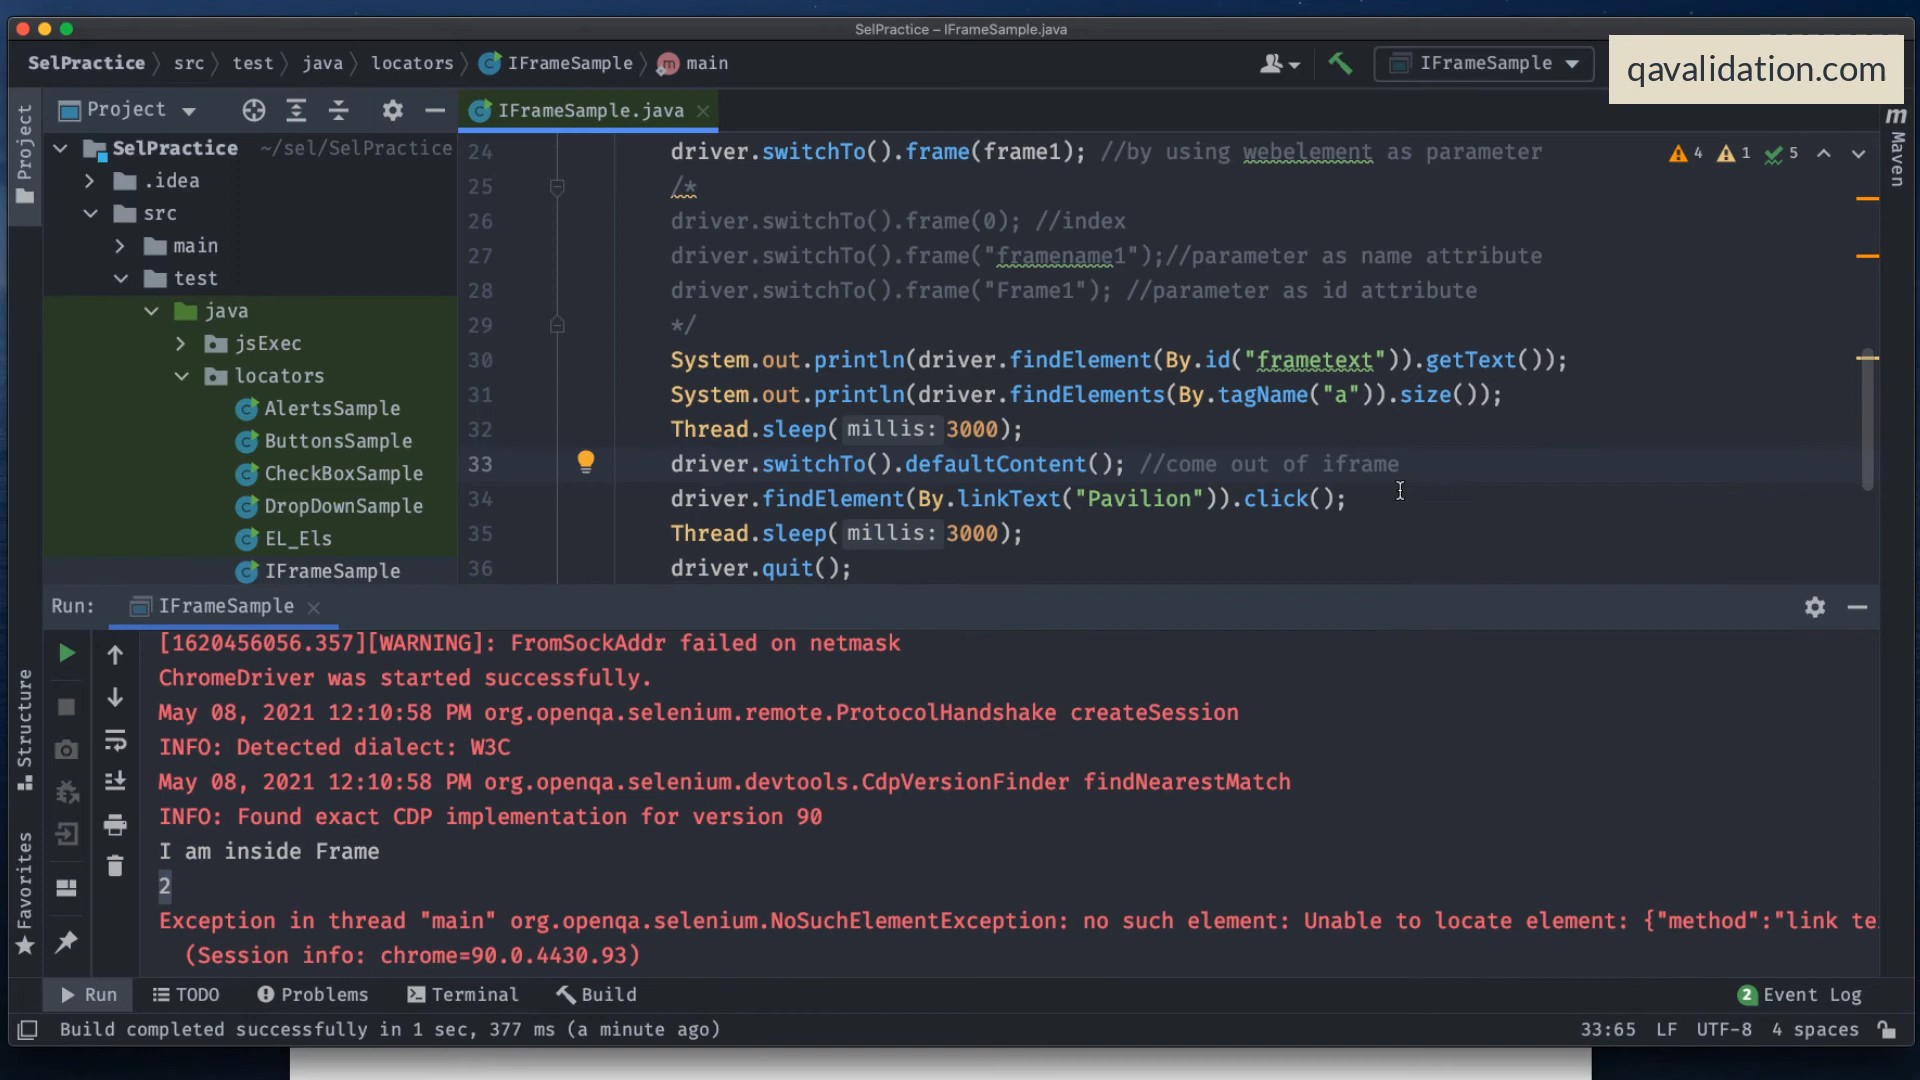 SelPractice – IFrameSample.java
SelPractice src test java locators IFrameSample main
IFrameSample
qavalidation.com
Project
IFrameSample.java
Project
Maven
SelPractice ~/sel/SelPractice
.idea
src
main
test
java
jsExec
locators
AlertsSample
ButtonsSample
CheckBoxSample
DropDownSample
EL_Els
IFrameSample
4 1 5
24 driver.switchTo().frame(frame1); //by using webelement as parameter
25 /*
26 driver.switchTo().frame(0); //index
27 driver.switchTo().frame("framename1");//parameter as name attribute
28 driver.switchTo().frame("Frame1"); //parameter as id attribute
29 */
30 System.out.println(driver.findElement(By.id("frametext")).getText());
31 System.out.println(driver.findElements(By.tagName("a")).size());
32 Thread.sleep( millis: 3000);
33 driver.switchTo().defaultContent(); //come out of iframe
34 driver.findElement(By.linkText("Pavilion")).click();
35 Thread.sleep( millis: 3000);
36 driver.quit();
Run: IFrameSample
Structure
Favorites
[1620456056.357][WARNING]: FromSockAddr failed on netmask
ChromeDriver was started successfully.
May 08, 2021 12:10:58 PM org.openqa.selenium.remote.ProtocolHandshake createSession
INFO: Detected dialect: W3C
May 08, 2021 12:10:58 PM org.openqa.selenium.devtools.CdpVersionFinder findNearestMatch
INFO: Found exact CDP implementation for version 90
I am inside Frame
2
Exception in thread "main" org.openqa.selenium.NoSuchElementException: no such element: Unable to locate element: {"method":"link te
(Session info: chrome=90.0.4430.93)
Run TODO Problems Terminal Build 2 Event Log
Build completed successfully in 1 sec, 377 ms (a minute ago) 33:65 LF UTF-8 4 spaces